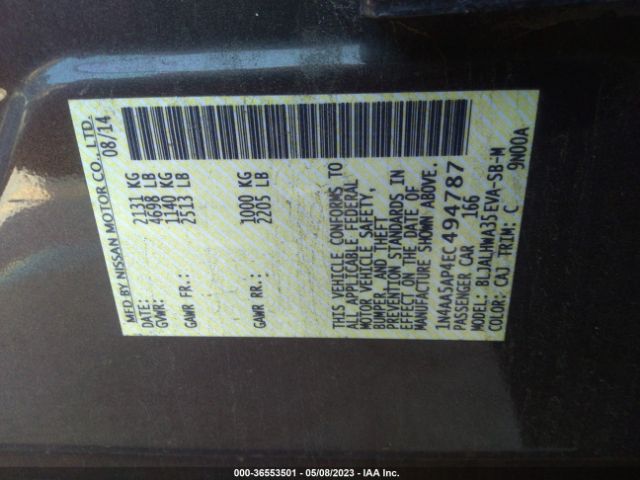 MFD BY NISSAN MOTOR CO., LTD.
08/14
GVWR: 2131 KG
4698 LB
GAWR FR: 1140 KG
2513 LB
GAWR RR: 1000 KG
2205 LB
THIS VEHICLE CONFORMS TO
ALL APPLICABLE FEDERAL
MOTOR VEHICLE SAFETY,
BUMPER, AND THEFT
PREVENTION STANDARDS IN
EFFECT ON THE DATE OF
MANUFACTURE SHOWN ABOVE.
1N4AA5AP4EC494787
PASSENGER CAR 166
MODEL: BLJALHWA35EVA-SB-M
COLOR: CAJ TRIM: C 9N00A
000-36553501 - 05/08/2023 - IAA Inc.